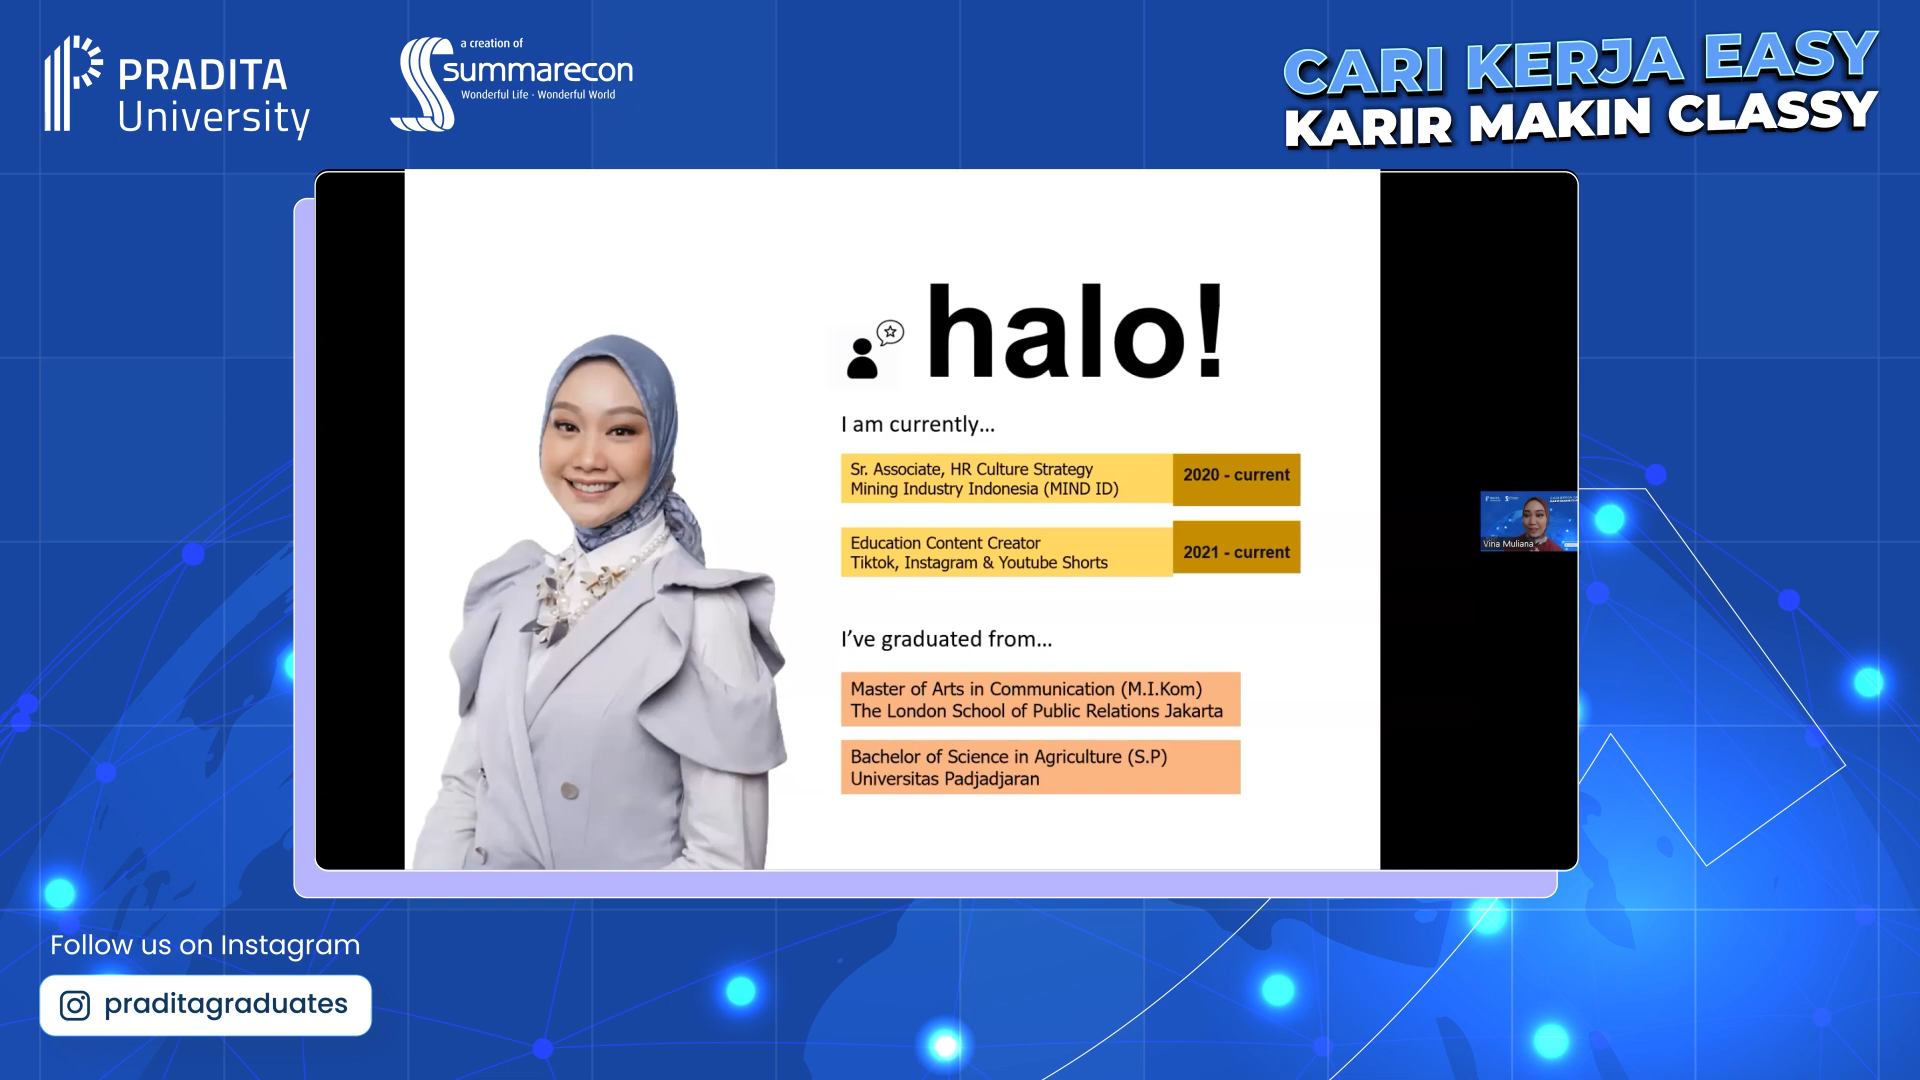 PRADITA
University
a creation of
summarecon
Wonderful Life · Wonderful World
CARI KERJA EASY
KARIR MAKIN CLASSY
halo!
I am currently...
Sr. Associate, HR Culture Strategy
Mining Industry Indonesia (MIND ID)
2020 - current
Education Content Creator
Tiktok, Instagram & Youtube Shorts
2021 - current
I've graduated from...
Master of Arts in Communication (M.I.Kom)
The London School of Public Relations Jakarta
Bachelor of Science in Agriculture (S.P)
Universitas Padjadjaran
Vina Muliana
Follow us on Instagram
praditagraduates